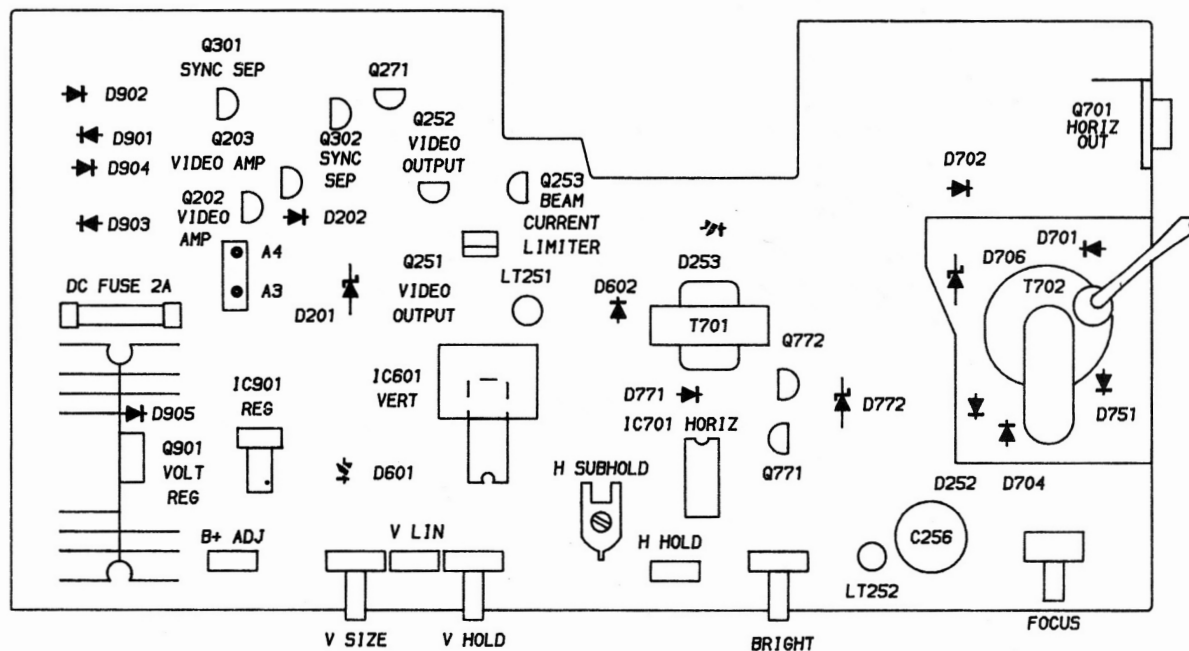 Q301
SYNC SEP
Q271
D902
D901
D904
D903
Q203
VIDEO AMP
Q302
SYNC
SEP
Q252
VIDEO
OUTPUT
Q202
VIDEO
AMP
D202
Q253
BEAM
CURRENT
LIMITER
Q701
HORIZ
OUT
D702
A4
A3
DC FUSE 2A
D201
Q251
VIDEO
OUTPUT
LT251
D602
D253
T701
D701
D706
T702
Q772
IC901
REG
IC601
VERT
D771
D772
D751
D905
IC701 HORIZ
Q901
VOLT
REG
D601
H SUBHOLD
Q771
D252
D704
B+ ADJ
V LIN
H HOLD
C256
LT252
V SIZE
V HOLD
BRIGHT
FOCUS